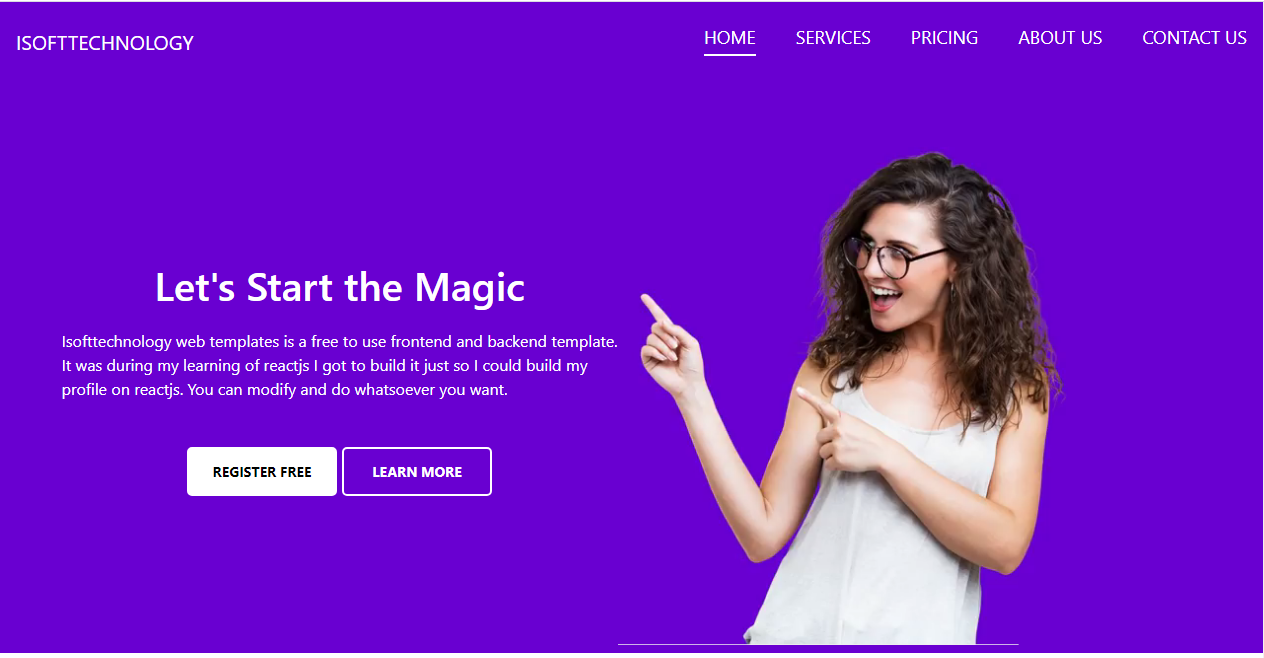 ISOFTTECHNOLOGY
HOME SERVICES PRICING ABOUT US CONTACT US
Let's Start the Magic
Isofttechnology web templates is a free to use frontend and backend template.
It was during my learning of reactjs I got to build it just so I could build my
profile on reactjs. You can modify and do whatsoever you want.
REGISTER FREE LEARN MORE